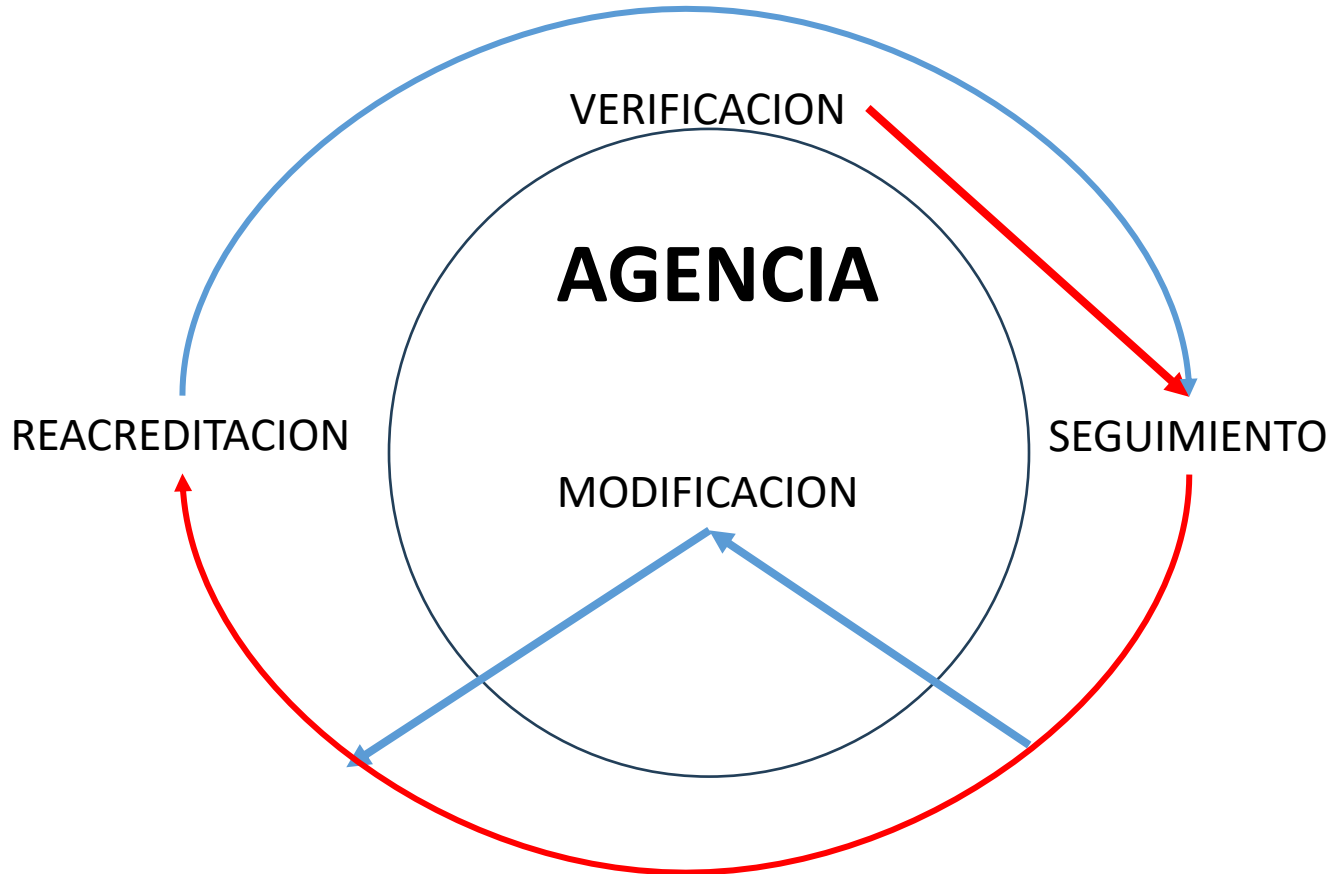 VERIFICACION
AGENCIA
REACREDITACION
SEGUIMIENTO
MODIFICACION